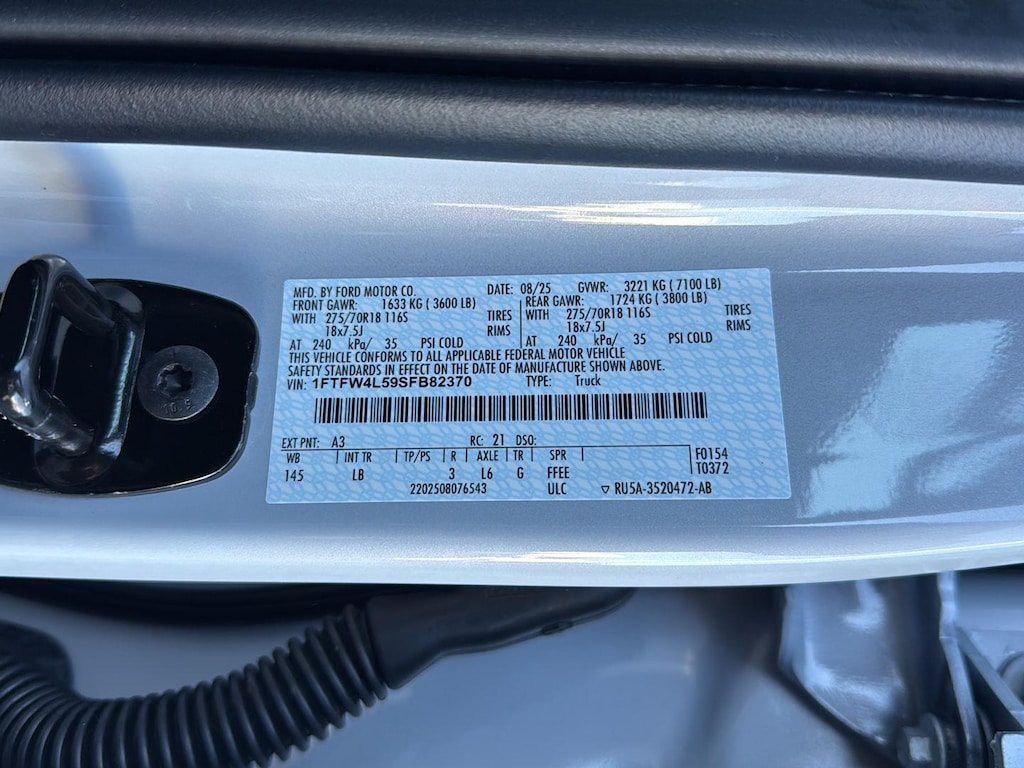 MFD. BY FORD MOTOR CO. DATE: 08/25 GVWR: 3221 KG ( 7100 LB)
FRONT GAWR: 1633 KG ( 3600 LB) REAR GAWR: 1724 KG ( 3800 LB)
WITH 275/70R18 116S TIRES WITH 275/70R18 116S TIRES
18x7.5J RIMS 18x7.5J RIMS
AT 240 kPa/ 35 PSI COLD AT 240 kPa/ 35 PSI COLD
THIS VEHICLE CONFORMS TO ALL APPLICABLE FEDERAL MOTOR VEHICLE
SAFETY STANDARDS IN EFFECT ON THE DATE OF MANUFACTURE SHOWN ABOVE.
VIN: 1FTFW4L59SFB82370 TYPE: Truck
EXT PNT: A3 RC: 21 DSO:
WB INT TR TP/PS R AXLE TR SPR F0154
145 LB 3 L6 G FFEE T0372
2202508076543 ULC ▽ RU5A-3520472-AB
10.9